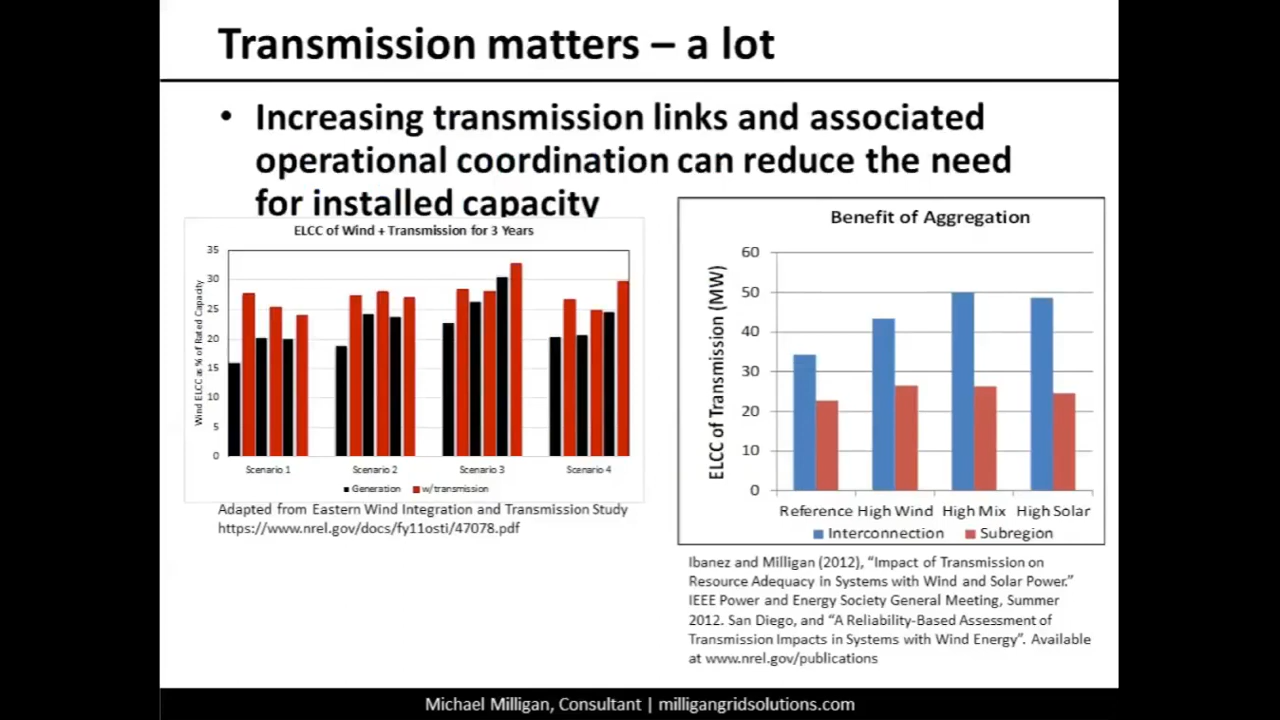 Transmission matters – a lot
• Increasing transmission links and associated
operational coordination can reduce the need
for installed capacity
ELCC of Wind + Transmission for 3 Years
Wind ELCC as % of Rated Capacity
35
30
25
20
15
10
5
0
Scenario 1 Scenario 2 Scenario 3 Scenario 4
Generation w/transmission
Adapted from Eastern Wind Integration and Transmission Study
https://www.nrel.gov/docs/fy11osti/47078.pdf
Benefit of Aggregation
ELCC of Transmission (MW)
60
50
40
30
20
10
0
Reference High Wind High Mix High Solar
Interconnection Subregion
Ibanez and Milligan (2012), “Impact of Transmission on
Resource Adequacy in Systems with Wind and Solar Power.”
IEEE Power and Energy Society General Meeting, Summer
2012. San Diego, and “A Reliability-Based Assessment of
Transmission Impacts in Systems with Wind Energy”. Available
at www.nrel.gov/publications
Michael Milligan, Consultant | milligangridsolutions.com